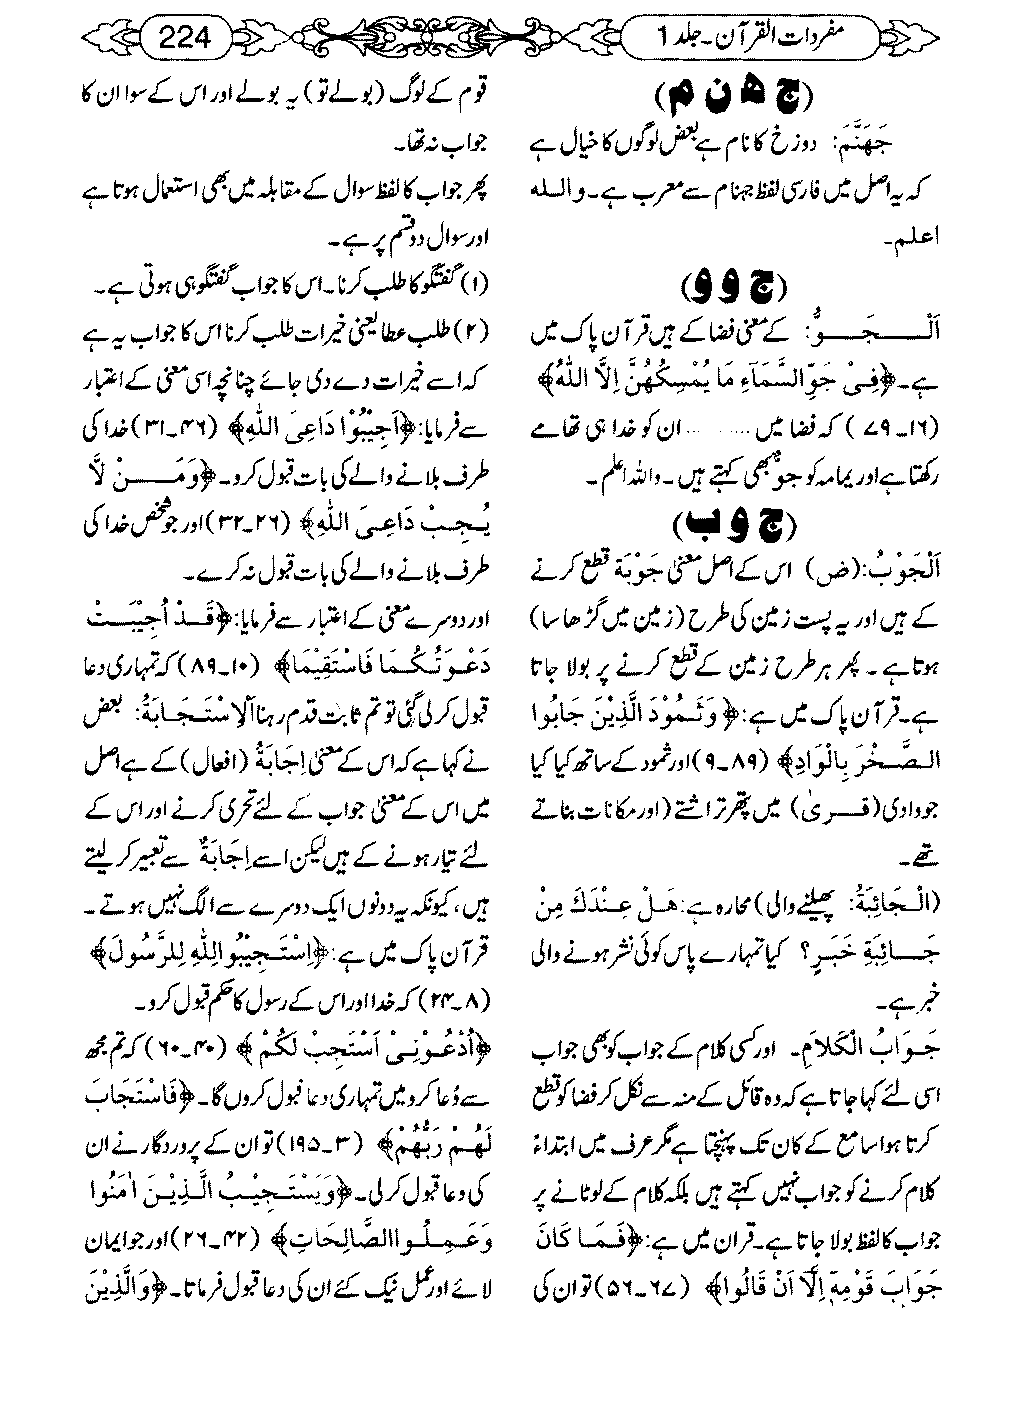 مفردات القرآن۔جلد 1
224
(ج ھ ن م)
جَهَنَّمَ: دوزخ کا نام ہے بعض لوگوں کا خیال ہے
کہ یہ اصل میں فارسی لفظ جہنام سے معرب ہے۔واللہ
اعلم۔
(ج و و)
اَلْجَوُّ: کے معنی فضا کے ہیں قرآن پاک میں
ہے۔﴿فِیْ جَوِّالسَّمَآءِ مَا یُمْسِکُهُنَّ اِلَّا اللّٰهُ﴾
(۱۶۔۷۹) کہ فضا میں ......... ان کو خدا ہی تھامے
رکھتا ہے اور یمامہ کو جوٌّ بھی کہتے ہیں۔واللہ اعلم۔
(ج و ب)
اَلْجَوْبُ:(ض) اس کے اصل معنی جَوْبَة قطع کرنے
کے ہیں اور یہ پست زمین کی طرح (زمین میں گڑھا سا)
ہوتا ہے۔ پھر ہر طرح زمین کے قطع کرنے پر بولا جاتا
ہے۔قرآن پاک میں ہے:﴿وَثَمُوْدَ الَّذِیْنَ جَابُوا
الصَّخْرَ بِالْوَادِ﴾ (۸۹۔۹)اور ثمود کے ساتھ کیا کیا
جو وادی (قریٰ) میں پتھر تراشتے (اور مکانات بناتے
تھے۔
(الْجَائِبَةُ: پھیلنے والی) محارہ ہے:هَلْ عِنْدَكَ مِنْ
جَائِبَةِ خَبَرٍ؟ کیا تمہارے پاس کوئی نشر ہونے والی
خبر ہے۔
جَوَابُ الْكَلَامِ۔ اور کسی کلام کے جواب کو بھی جواب
اسی لئے کہا جاتا ہے کہ وہ قائل کے منہ سے نکل کر فضا کو قطع
کرتا ہوا سامع کے کان تک پہنچتا ہے مگر عرف میں ابتداءً
کلام کرنے کو جواب نہیں کہتے ہیں بلکہ کلام کے لوٹانے پر
جواب کا لفظ بولا جاتا ہے۔قران میں ہے:﴿فَمَا كَانَ
جَوَابَ قَوْمِهٖ اِلَّا اَنْ قَالُوا﴾ (۶۷۔۵۶)تو ان کی
قوم کے لوگ (بولے تو) یہ بولے اور اس کے سوا ان کا
جواب نہ تھا۔
پھر جواب کا لفظ سوال کے مقابلہ میں بھی استعمال ہوتا ہے
اور سوال دو قسم پر ہے۔
(۱)گفتگو کا طلب کرنا۔اس کا جواب گفتگو ہی ہوتی ہے۔
(۲)طلب عطا یعنی خیرات طلب کرنا اس کا جواب یہ ہے
کہ اسے خیرات دے دی جائے چنانچہ اسی معنی کے اعتبار
سے فرمایا:﴿اَجِیْبُوْا دَاعِیَ اللّٰهِ﴾ (۴۶۔۳۱)خدا کی
طرف بلانے والے کی بات قبول کرو۔﴿وَمَنْ لَّا
یُجِبْ دَاعِیَ اللّٰهِ﴾ (۲۶۔۳۲)اور جو شخص خدا کی
طرف بلانے والے کی بات قبول نہ کرے۔
اور دوسرے معنی کے اعتبار سے فرمایا:﴿قَدْ اُجِیْبَتْ
دَعْوَتُكُمَا فَاسْتَقِیْمَا﴾ (۱۰۔۸۹)کہ تمہاری دعا
قبول کرلی گئی تو تم ثابت قدم رہنا اَلْاِسْتَجَابَةُ: بعض
نے کہا ہے کہ اس کے معنی اِجَابَةٌ (افعال)کے ہے اصل
میں اس کے معنی جواب کے لئے تحری کرنے اور اس کے
لئے تیار ہونے کے ہیں لیکن اسے اِجَابَةٌ سے تعبیر کر لیتے
ہیں، کیونکہ یہ دونوں ایک دوسرے سے الگ نہیں ہوتے۔
قرآن پاک میں ہے:﴿اِسْتَجِیْبُوا لِلّٰهِ لِلرَّسُولَ﴾
(۸۔۲۴)کہ خدا اور اس کے رسول کا حکم قبول کرو۔
﴿اُدْعُوْنِیْ اَسْتَجِبْ لَكُمْ﴾ (۴۰۔۶۰)کہ تم مجھ
سے دُعا کرو میں تمہاری دعا قبول کروں گا۔﴿فَاسْتَجَابَ
لَهُمْ رَبُّهُمْ﴾ (۳۔۱۹۵)تو ان کے پروردگار نے ان
کی دعا قبول کرلی۔﴿وَیَسْتَجِیْبُ الَّذِیْنَ اٰمَنُوا
وَعَمِلُوا الصَّالِحَاتِ﴾ (۴۲۔۲۶)اور جو ایمان
لائے اور عمل نیک کئے ان کی دعا قبول فرماتا۔﴿وَالَّذِیْنَ